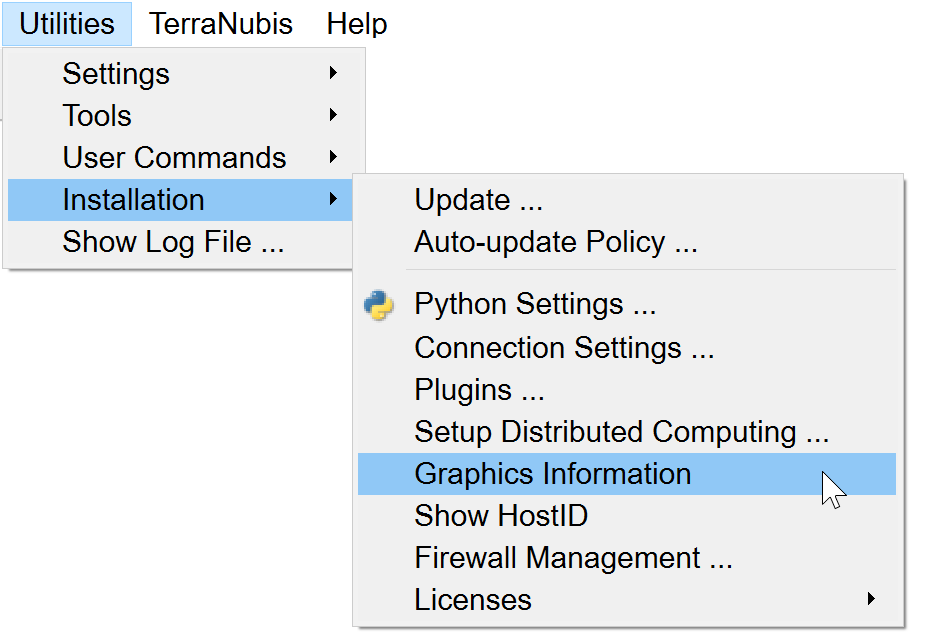 Utilities TerraNubis Help
Settings
Tools
User Commands
Installation
Show Log File ...
Update ...
Auto-update Policy ...
Python Settings ...
Connection Settings ...
Plugins ...
Setup Distributed Computing ...
Graphics Information
Show HostID
Firewall Management ...
Licenses